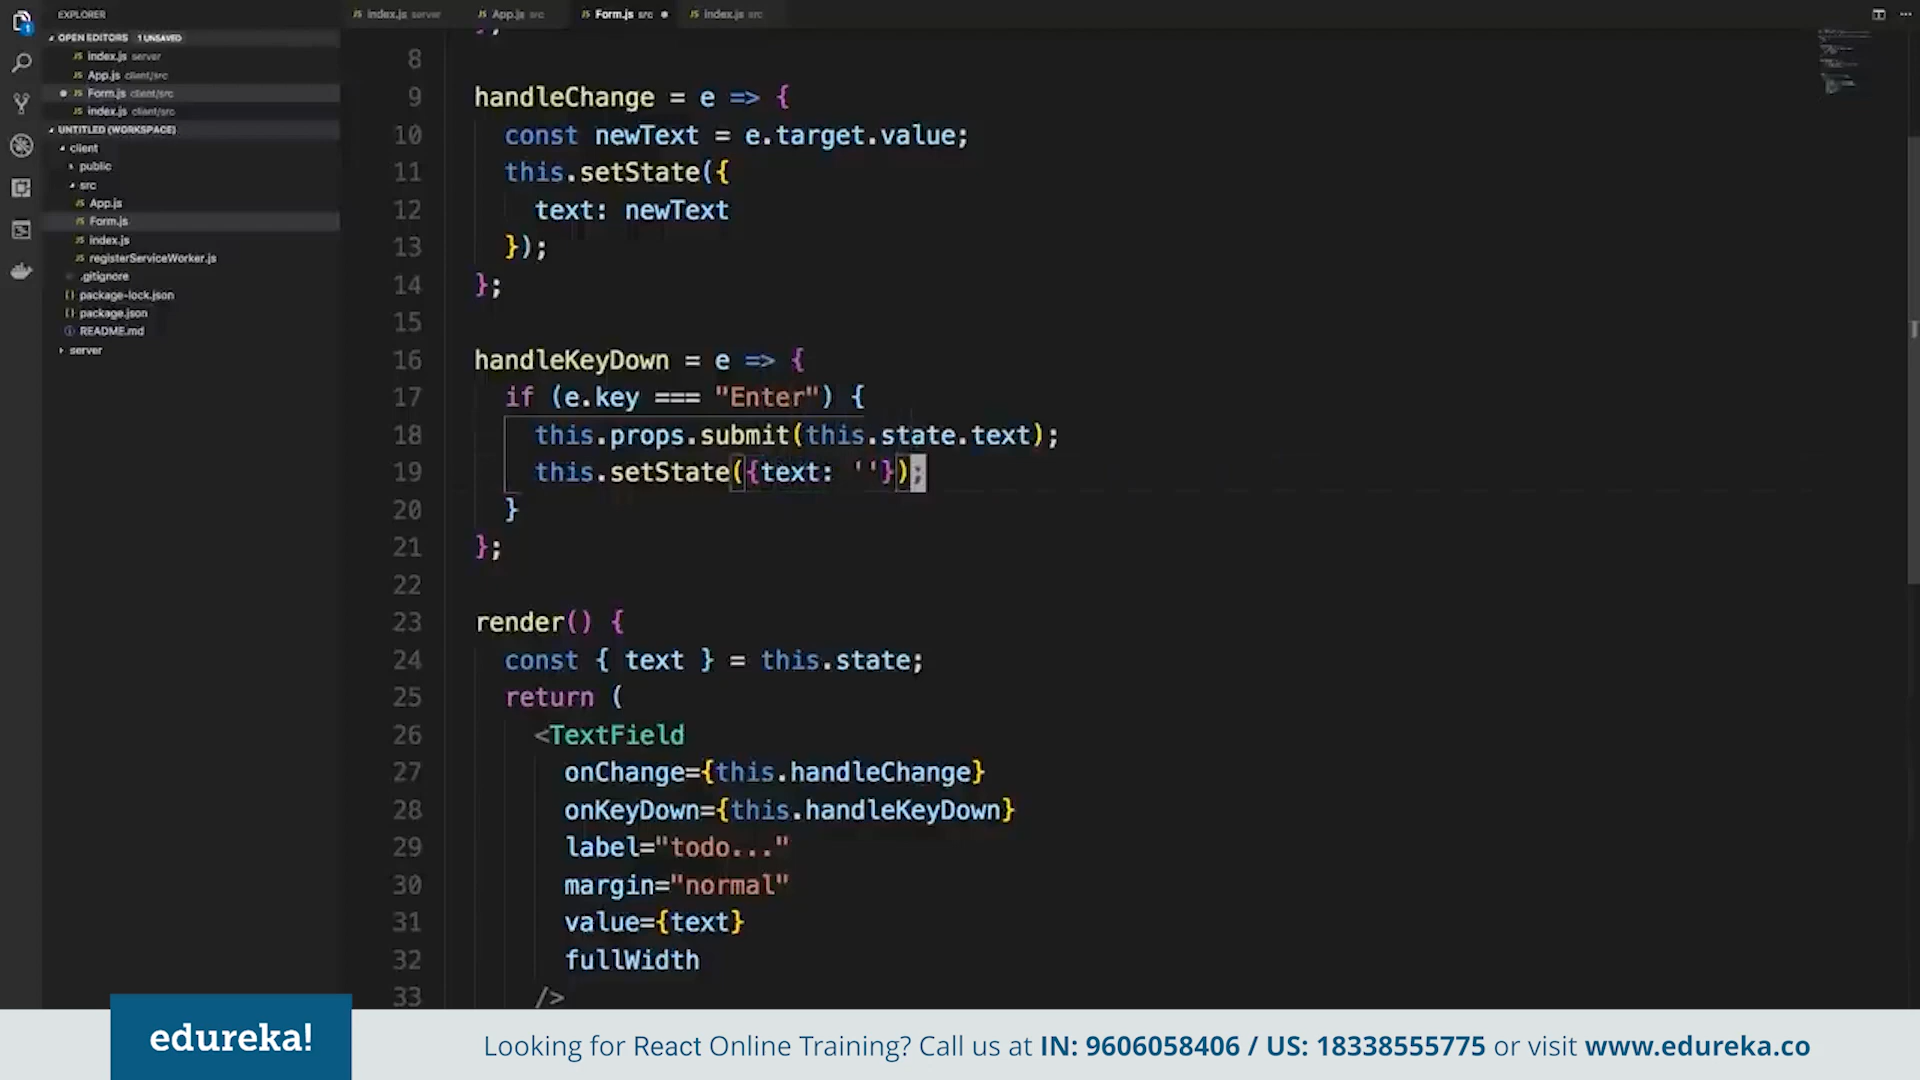 EXPLORER
OPEN EDITORS 1 UNSAVED
index.js server
App.js client/src
Form.js client/src
index.js client/src
UNTITLED (WORKSPACE)
client
public
src
App.js
Form.js
index.js
registerServiceWorker.js
.gitignore
package-lock.json
package.json
README.md
server
index.js server
App.js src
Form.js src
index.js src
};
8
9 handleChange = e => {
10 const newText = e.target.value;
11 this.setState({
12 text: newText
13 });
14 };
15
16 handleKeyDown = e => {
17 if (e.key === "Enter") {
18 this.props.submit(this.state.text);
19 this.setState({text: ''});
20 }
21 };
22
23 render() {
24 const { text } = this.state;
25 return (
26 <TextField
27 onChange={this.handleChange}
28 onKeyDown={this.handleKeyDown}
29 label="todo..."
30 margin="normal"
31 value={text}
32 fullWidth
33 />
edureka!
Looking for React Online Training? Call us at IN: 9606058406 / US: 18338555775 or visit www.edureka.co